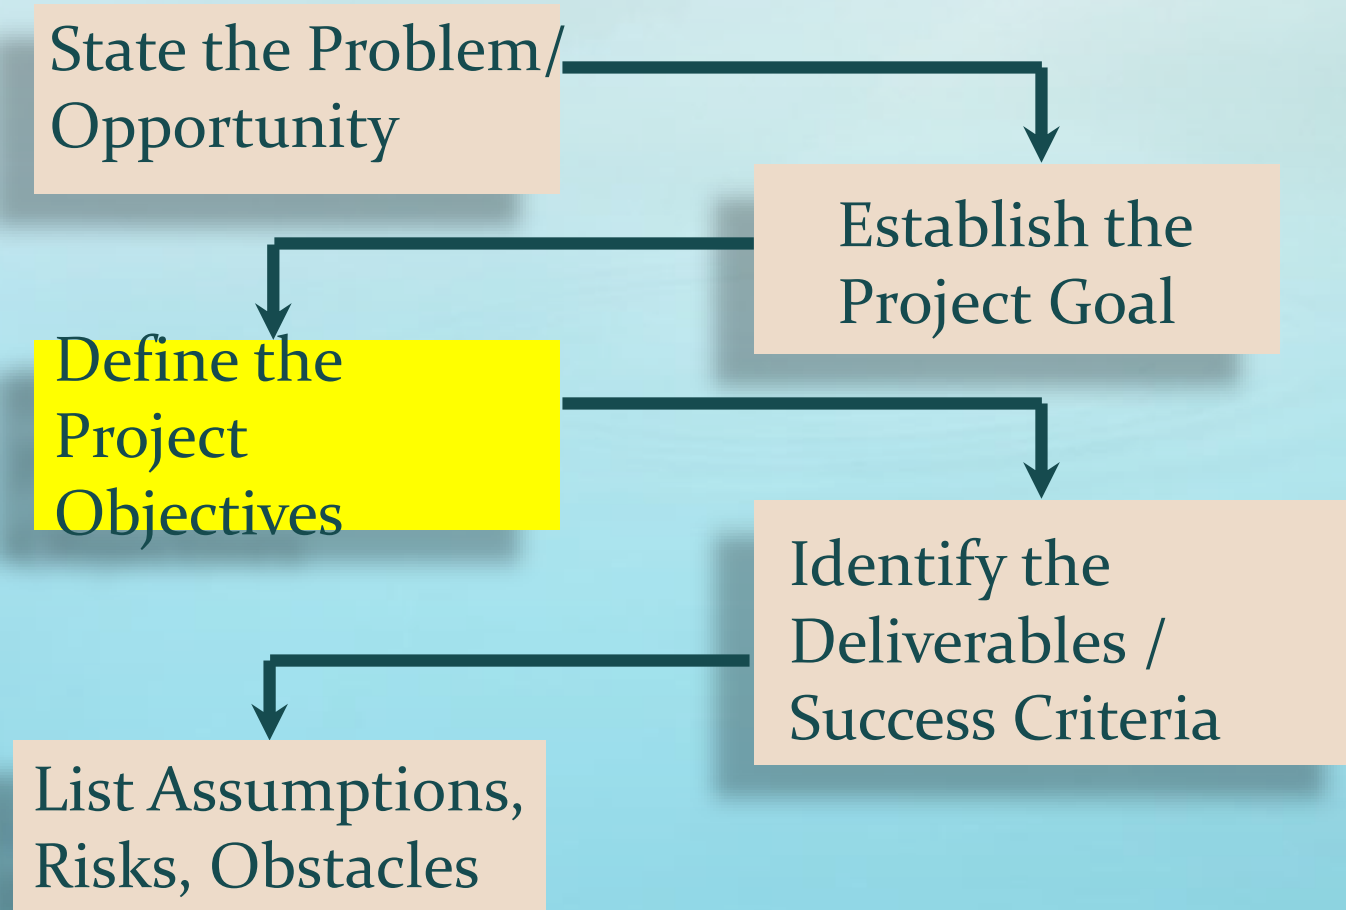 State the Problem/
Opportunity
Establish the
Project Goal
Define the
Project
Objectives
Identify the
Deliverables /
Success Criteria
List Assumptions,
Risks, Obstacles